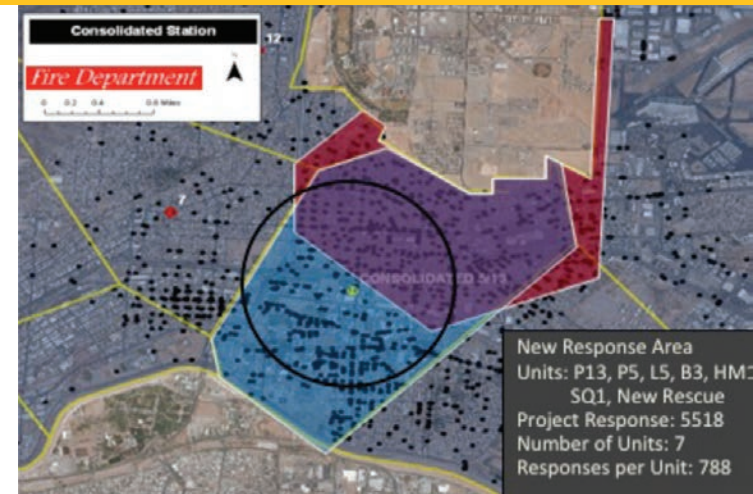 Consolidated Station
12
Fire Department
0 0.2 0.4 0.8 Miles
7
CONSOLIDATED 5/13
New Response Area
Units: P13, P5, L5, B3, HM1
SQ1, New Rescue
Project Response: 5518
Number of Units: 7
Responses per Unit: 788